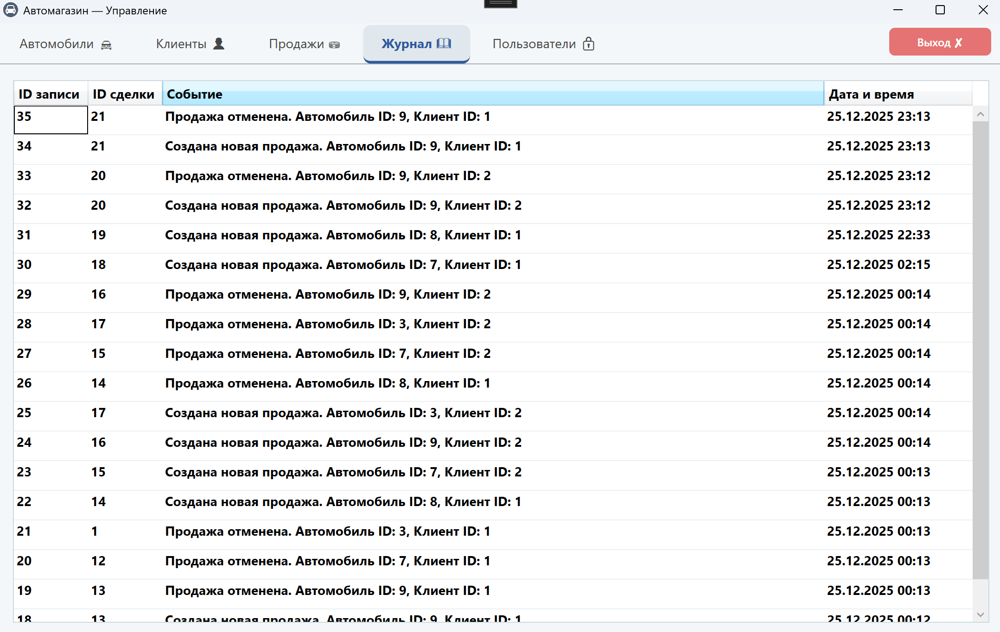 Автомагазин — Управление
Автомобили Клиенты Продажи Журнал Пользователи Выход ✘
ID записи ID сделки Событие Дата и время
35 21 Продажа отменена. Автомобиль ID: 9, Клиент ID: 1 25.12.2025 23:13
34 21 Создана новая продажа. Автомобиль ID: 9, Клиент ID: 1 25.12.2025 23:13
33 20 Продажа отменена. Автомобиль ID: 9, Клиент ID: 2 25.12.2025 23:12
32 20 Создана новая продажа. Автомобиль ID: 9, Клиент ID: 2 25.12.2025 23:12
31 19 Создана новая продажа. Автомобиль ID: 8, Клиент ID: 1 25.12.2025 22:33
30 18 Создана новая продажа. Автомобиль ID: 7, Клиент ID: 1 25.12.2025 02:15
29 16 Продажа отменена. Автомобиль ID: 9, Клиент ID: 2 25.12.2025 00:14
28 17 Продажа отменена. Автомобиль ID: 3, Клиент ID: 2 25.12.2025 00:14
27 15 Продажа отменена. Автомобиль ID: 7, Клиент ID: 2 25.12.2025 00:14
26 14 Продажа отменена. Автомобиль ID: 8, Клиент ID: 1 25.12.2025 00:14
25 17 Создана новая продажа. Автомобиль ID: 3, Клиент ID: 2 25.12.2025 00:14
24 16 Создана новая продажа. Автомобиль ID: 9, Клиент ID: 2 25.12.2025 00:14
23 15 Создана новая продажа. Автомобиль ID: 7, Клиент ID: 2 25.12.2025 00:13
22 14 Создана новая продажа. Автомобиль ID: 8, Клиент ID: 1 25.12.2025 00:13
21 1 Продажа отменена. Автомобиль ID: 3, Клиент ID: 1 25.12.2025 00:13
20 12 Продажа отменена. Автомобиль ID: 7, Клиент ID: 1 25.12.2025 00:13
19 13 Продажа отменена. Автомобиль ID: 9, Клиент ID: 1 25.12.2025 00:13
18 13 Создана новая продажа. Автомобиль ID: 9, Клиент ID: 1 25.12.2025 00:12